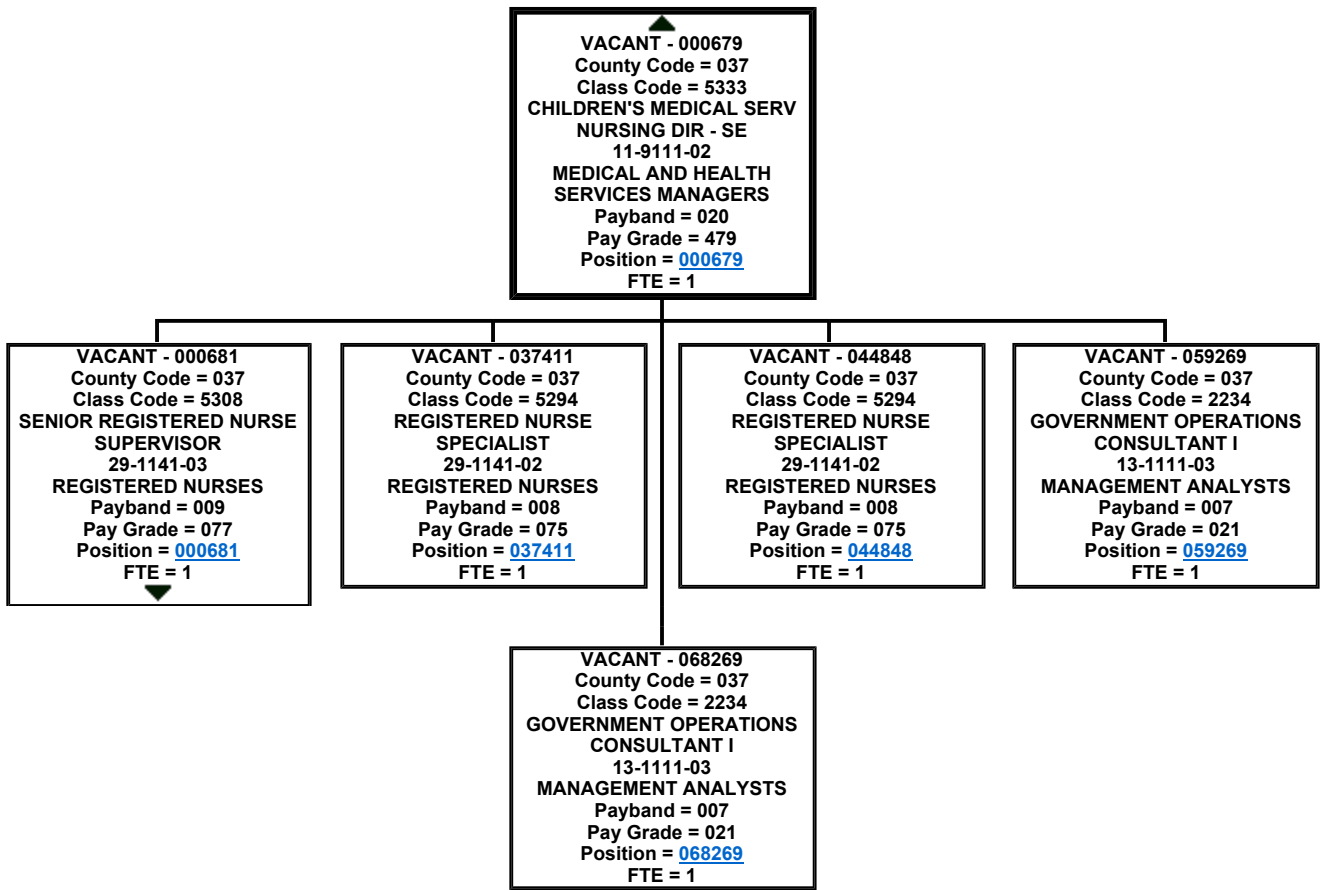 VACANT - 000679
County Code = 037
Class Code = 5333
CHILDREN'S MEDICAL SERV
NURSING DIR - SE
11-9111-02
MEDICAL AND HEALTH
SERVICES MANAGERS
Payband = 020
Pay Grade = 479
Position = 000679
FTE = 1
VACANT - 000681
County Code = 037
Class Code = 5308
SENIOR REGISTERED NURSE
SUPERVISOR
29-1141-03
REGISTERED NURSES
Payband = 009
Pay Grade = 077
Position = 000681
FTE = 1
VACANT - 037411
County Code = 037
Class Code = 5294
REGISTERED NURSE
SPECIALIST
29-1141-02
REGISTERED NURSES
Payband = 008
Pay Grade = 075
Position = 037411
FTE = 1
VACANT - 044848
County Code = 037
Class Code = 5294
REGISTERED NURSE
SPECIALIST
29-1141-02
REGISTERED NURSES
Payband = 008
Pay Grade = 075
Position = 044848
FTE = 1
VACANT - 059269
County Code = 037
Class Code = 2234
GOVERNMENT OPERATIONS
CONSULTANT I
13-1111-03
MANAGEMENT ANALYSTS
Payband = 007
Pay Grade = 021
Position = 059269
FTE = 1
VACANT - 068269
County Code = 037
Class Code = 2234
GOVERNMENT OPERATIONS
CONSULTANT I
13-1111-03
MANAGEMENT ANALYSTS
Payband = 007
Pay Grade = 021
Position = 068269
FTE = 1